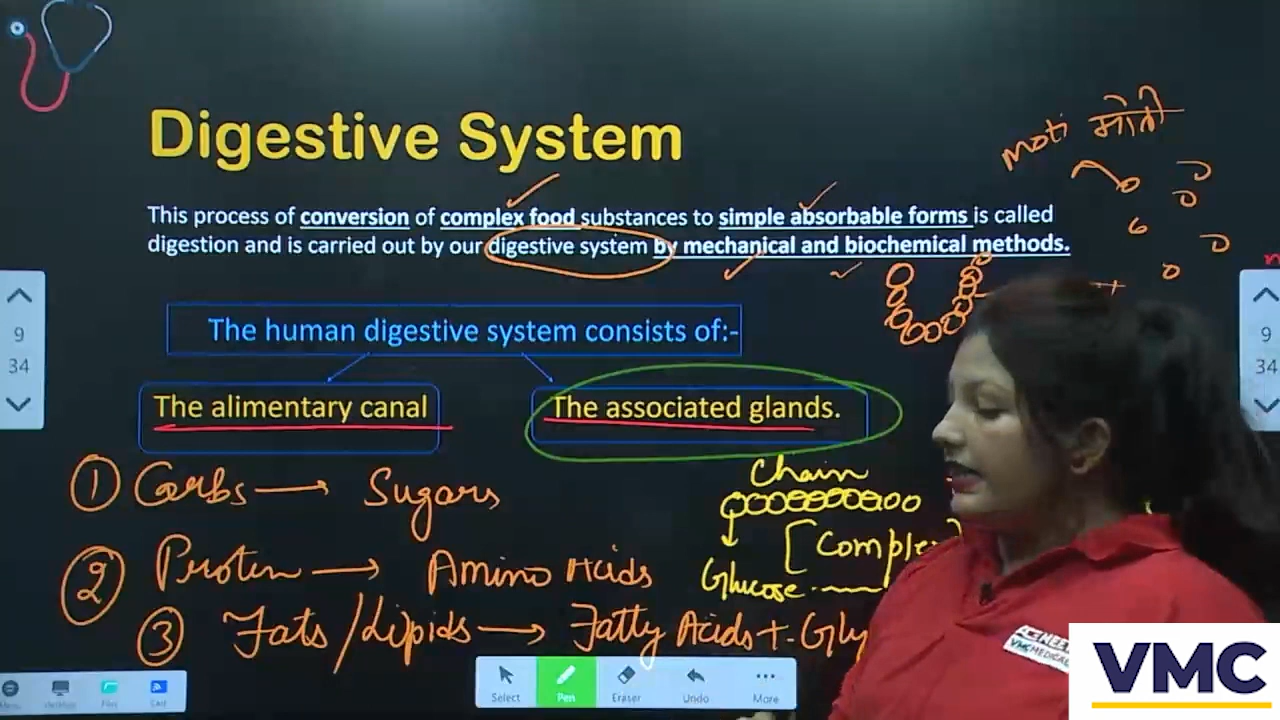 Digestive System
moti मोती
This process of conversion of complex food substances to simple absorbable forms is called
digestion and is carried out by our digestive system by mechanical and biochemical methods.
The human digestive system consists of:-
The alimentary canal
The associated glands.
① Carbs → Sugars
② Protein → Amino Acids
③ Fats/Lipids → Fatty Acids + Gly
Chain
[Comple
Glucose
9
34
9
34
Select
Pen
Eraser
Undo
More
VMC